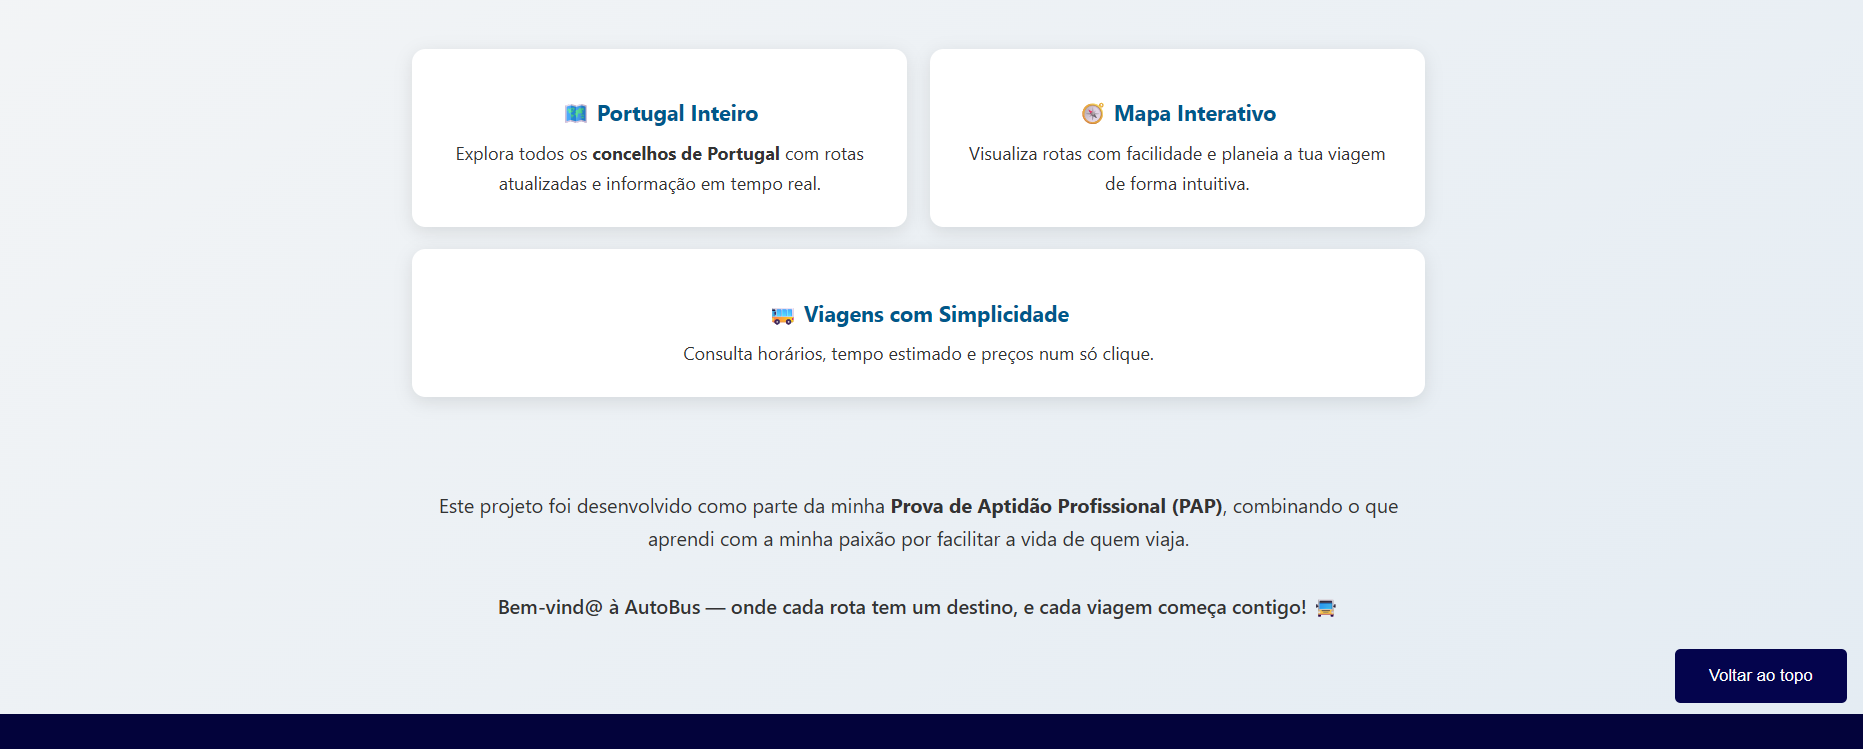 🗺️ Portugal Inteiro
Explora todos os concelhos de Portugal com rotas
atualizadas e informação em tempo real.
🧭 Mapa Interativo
Visualiza rotas com facilidade e planeia a tua viagem
de forma intuitiva.
🚌 Viagens com Simplicidade
Consulta horários, tempo estimado e preços num só clique.
Este projeto foi desenvolvido como parte da minha Prova de Aptidão Profissional (PAP), combinando o que
aprendi com a minha paixão por facilitar a vida de quem viaja.
Bem-vind@ à AutoBus — onde cada rota tem um destino, e cada viagem começa contigo! 🚍
Voltar ao topo